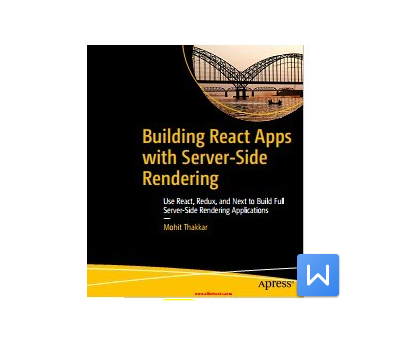 Building React Apps
with Server-Side
Rendering
Use React, Redux, and Next to Build Full
Server-Side Rendering Applications
Mohit Thakkar
Apress®
W